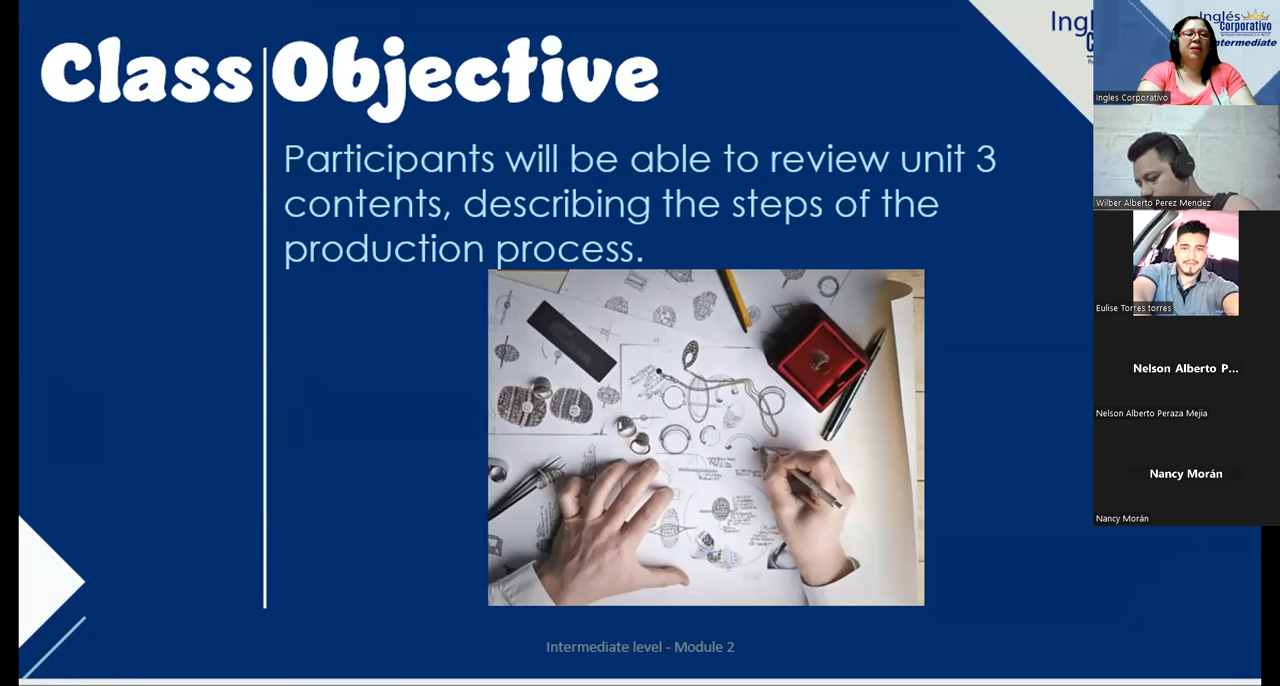 Class Objective
Participants will be able to review unit 3
contents, describing the steps of the
production process.
Intermediate level - Module 2
Ingl
Inglés
Corporativo
Intermediate
Ingles Corporativo
Wilber Alberto Perez Mendez
Eulise Torres torres
Nelson Alberto P...
Nelson Alberto Peraza Mejia
Nancy Morán
Nancy Morán